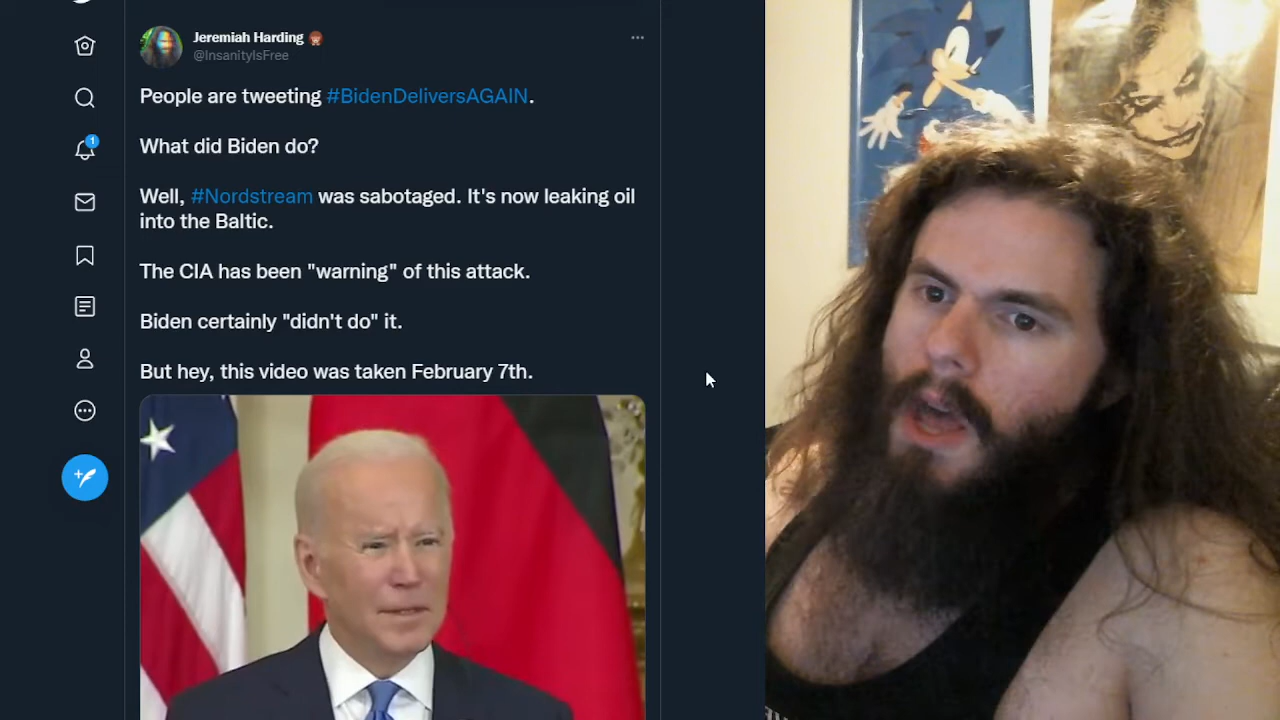 Jeremiah Harding
@InsanityIsFree
People are tweeting #BidenDeliversAGAIN.
What did Biden do?
Well, #Nordstream was sabotaged. It's now leaking oil
into the Baltic.
The CIA has been "warning" of this attack.
Biden certainly "didn't do" it.
But hey, this video was taken February 7th.
1